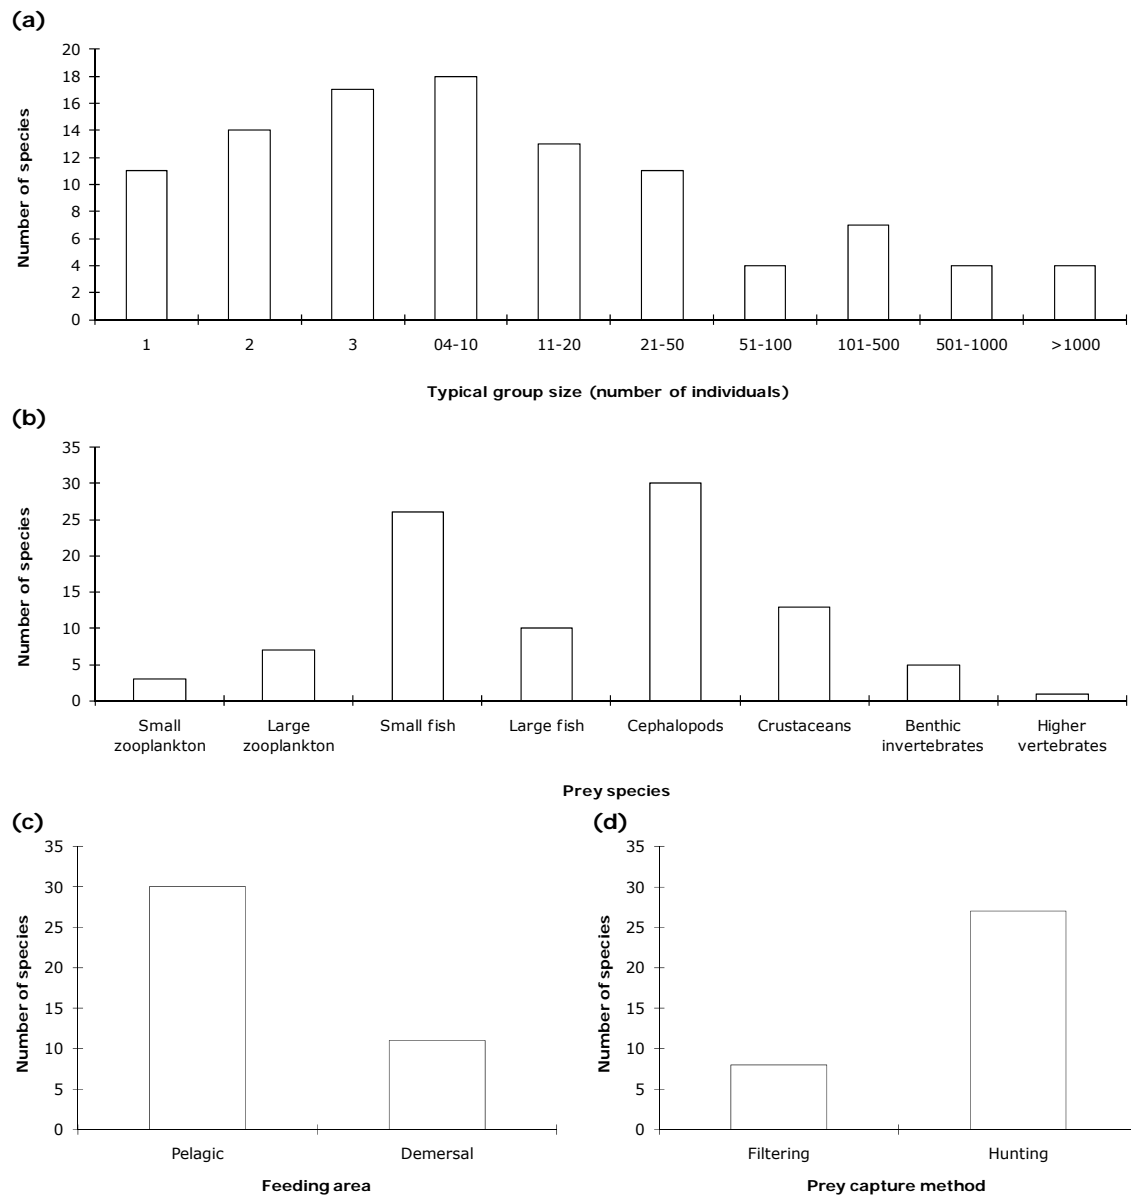 (a)
Number of species
20
18
16
14
12
10
8
6
4
2
0
1 2 3 04-10 11-20 21-50 51-100 101-500 501-1000 >1000
Typical group size (number of individuals)
(b)
Number of species
35
30
25
20
15
10
5
0
Small zooplankton
Large zooplankton
Small fish
Large fish
Cephalopods
Crustaceans
Benthic invertebrates
Higher vertebrates
Prey species
(c)
Number of species
35
30
25
20
15
10
5
0
Pelagic Demersal
Feeding area
(d)
Number of species
35
30
25
20
15
10
5
0
Filtering Hunting
Prey capture method